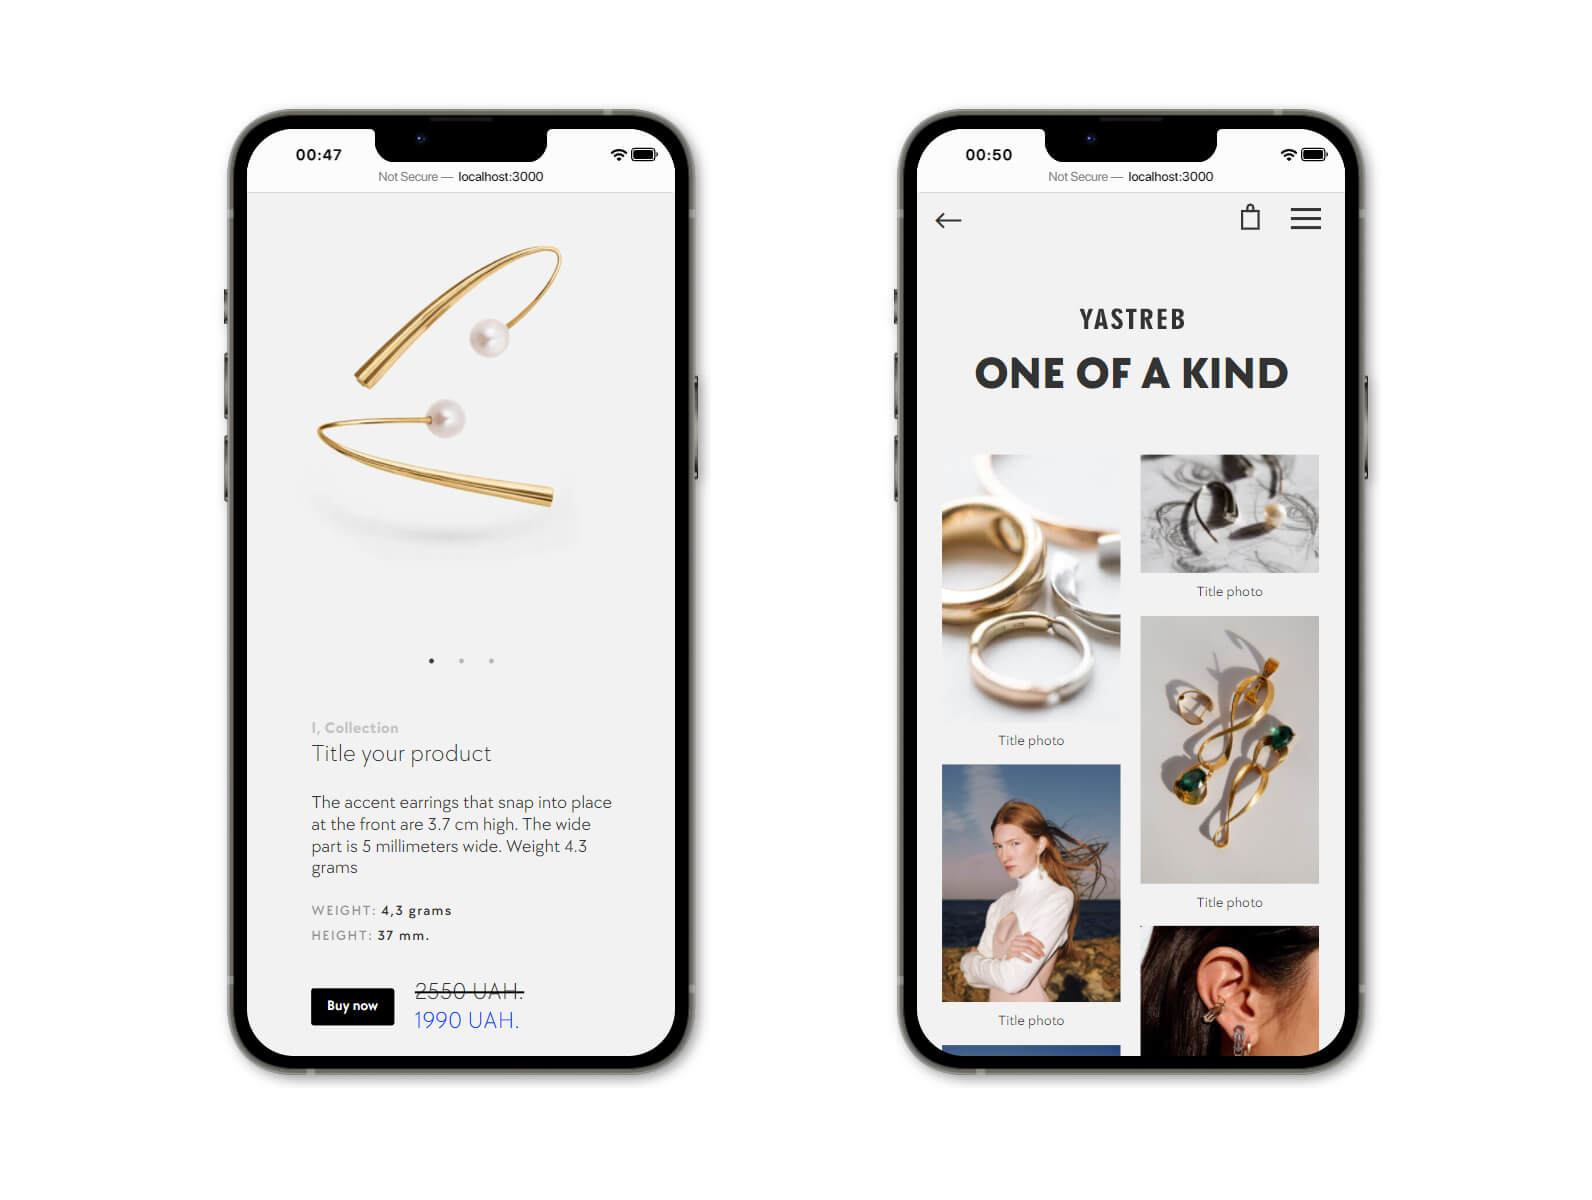 00:47
Not Secure — localhost:3000
I, Collection
Title your product
The accent earrings that snap into place
at the front are 3.7 cm high. The wide
part is 5 millimeters wide. Weight 4.3
grams
WEIGHT: 4,3 grams
HEIGHT: 37 mm.
Buy now
2550 UAH.
1990 UAH.
00:50
Not Secure — localhost:3000
YASTREB
ONE OF A KIND
Title photo
Title photo
Title photo
Title photo